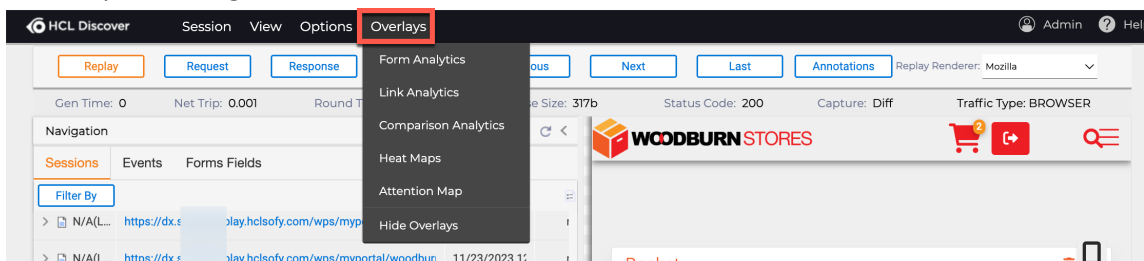 HCL Discover Session View Options Overlays Admin Hel
Replay Request Response Form Analytics ous Next Last Annotations Replay Renderer: Mozilla
Link Analytics
Gen Time: 0 Net Trip: 0.001 Round T e Size: 317b Status Code: 200 Capture: Diff Traffic Type: BROWSER
Navigation Comparison Analytics WOODBURN STORES 2
Sessions Events Forms Fields Heat Maps
Filter By Attention Map
N/A(L... https://dx.s play.hclsofy.com/wps/myp Hide Overlays
N/A(L https://dx.s play.hclsofy.com/wps/myportal/woodbur 11/23/2023 12